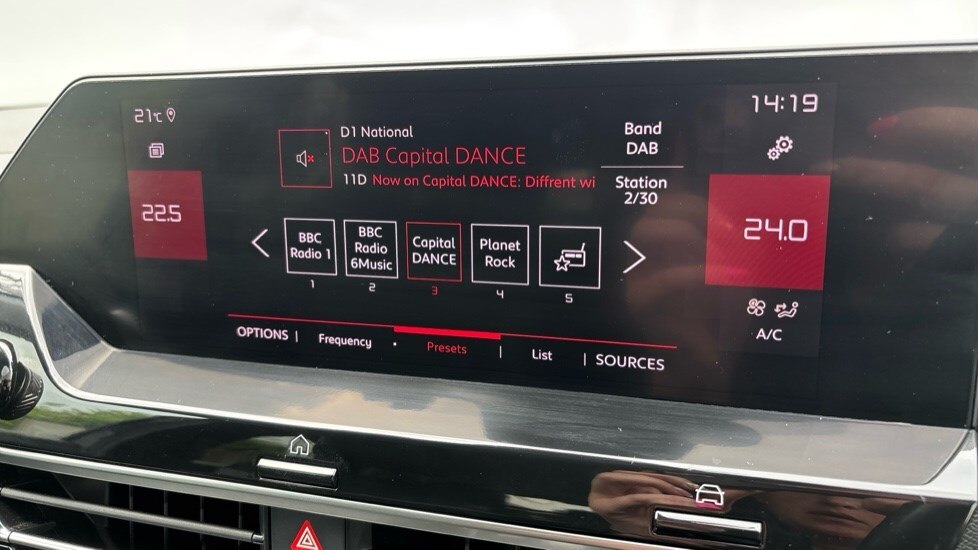 21°C
14:19
D1 National
DAB Capital DANCE
11D Now on Capital DANCE: Diffrent wi
Band
DAB
Station
2/30
22.5
24.0
BBC
Radio 1
BBC
Radio
6Music
Capital
DANCE
Planet
Rock
1
2
3
4
5
A/C
OPTIONS
Frequency
Presets
List
SOURCES